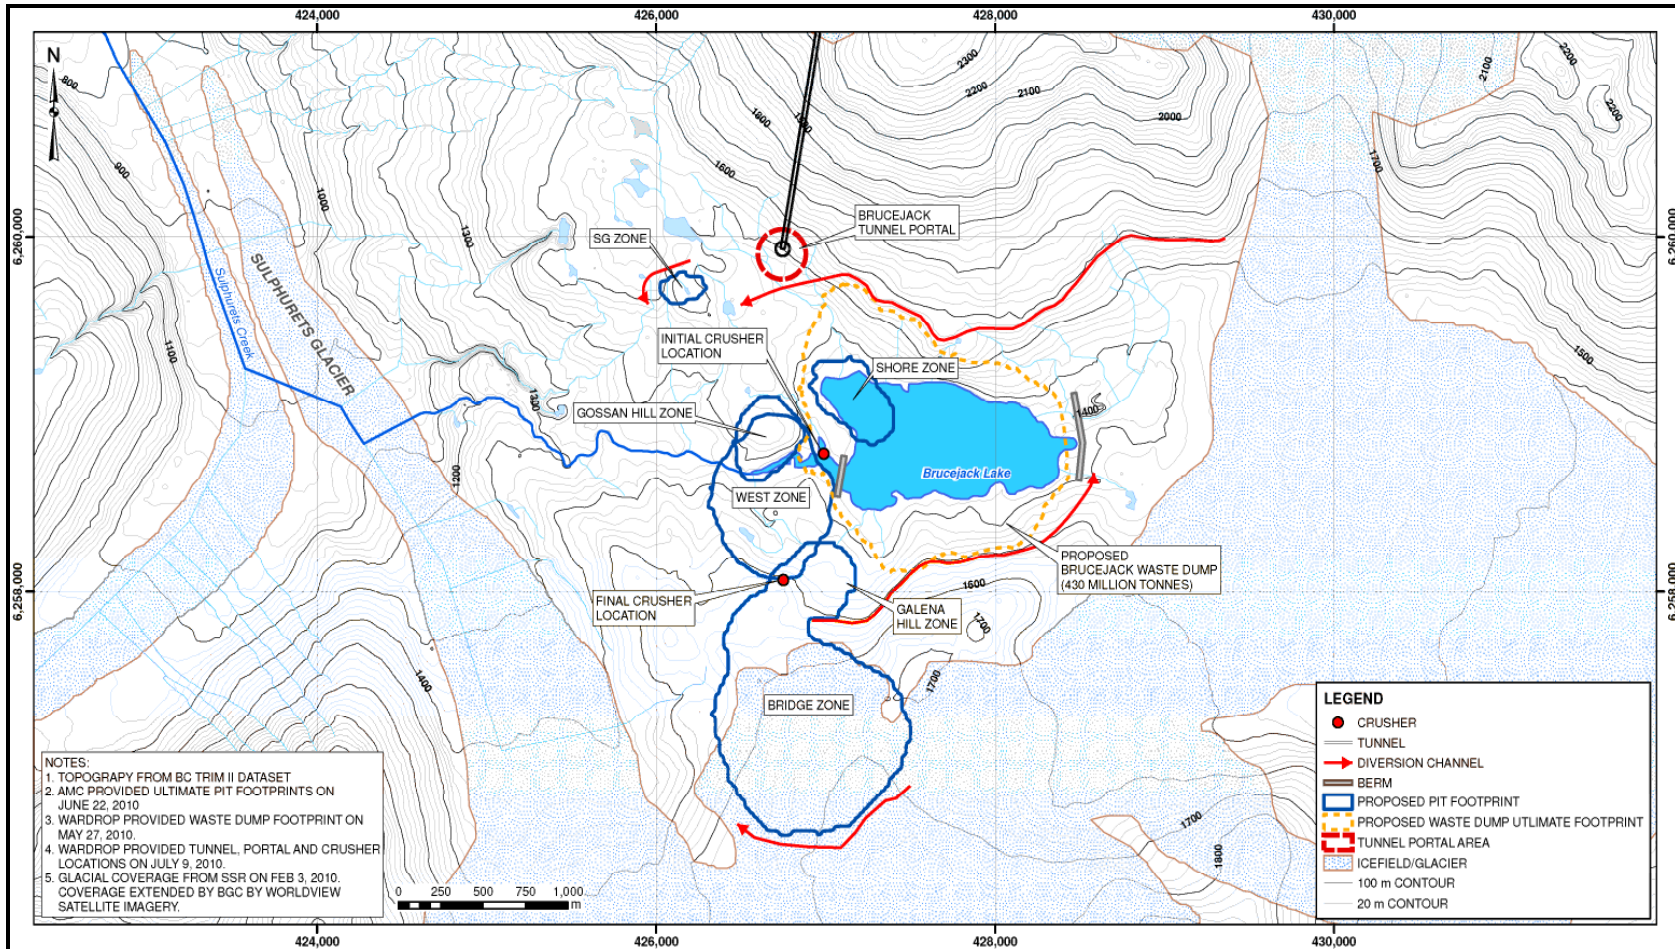 424,000
426,000
428,000
430,000
N
800
900
1000
1100
1300
1300
1200
1400
2300
2200
2100
2000
1800
1900
1600
2100
2200
2200
1700
1500
6,260,000
6,260,000
BRUCEJACK
TUNNEL PORTAL
SG ZONE
SULPHURETS GLACIER
Sulphurets Creek
INITIAL CRUSHER
LOCATION
SHORE ZONE
GOSSAN HILL ZONE
1400
Brucejack Lake
WEST ZONE
PROPOSED
BRUCEJACK WASTE DUMP
(430 MILLION TONNES)
1600
FINAL CRUSHER
LOCATION
GALENA
HILL ZONE
1700
6,258,000
6,258,000
1700
BRIDGE ZONE
1700
1800
LEGEND
CRUSHER
TUNNEL
DIVERSION CHANNEL
BERM
PROPOSED PIT FOOTPRINT
PROPOSED WASTE DUMP UTLIMATE FOOTPRINT
TUNNEL PORTAL AREA
ICEFIELD/GLACIER
100 m CONTOUR
20 m CONTOUR
NOTES:
1. TOPOGRAPY FROM BC TRIM II DATASET
2. AMC PROVIDED ULTIMATE PIT FOOTPRINTS ON
JUNE 22, 2010
3. WARDROP PROVIDED WASTE DUMP FOOTPRINT ON
MAY 27, 2010.
4. WARDROP PROVIDED TUNNEL, PORTAL AND CRUSHER
LOCATIONS ON JULY 9, 2010.
5. GLACIAL COVERAGE FROM SSR ON FEB 3, 2010.
COVERAGE EXTENDED BY BGC BY WORLDVIEW
SATELLITE IMAGERY.
0 250 500 750 1,000
m
424,000
426,000
428,000
430,000